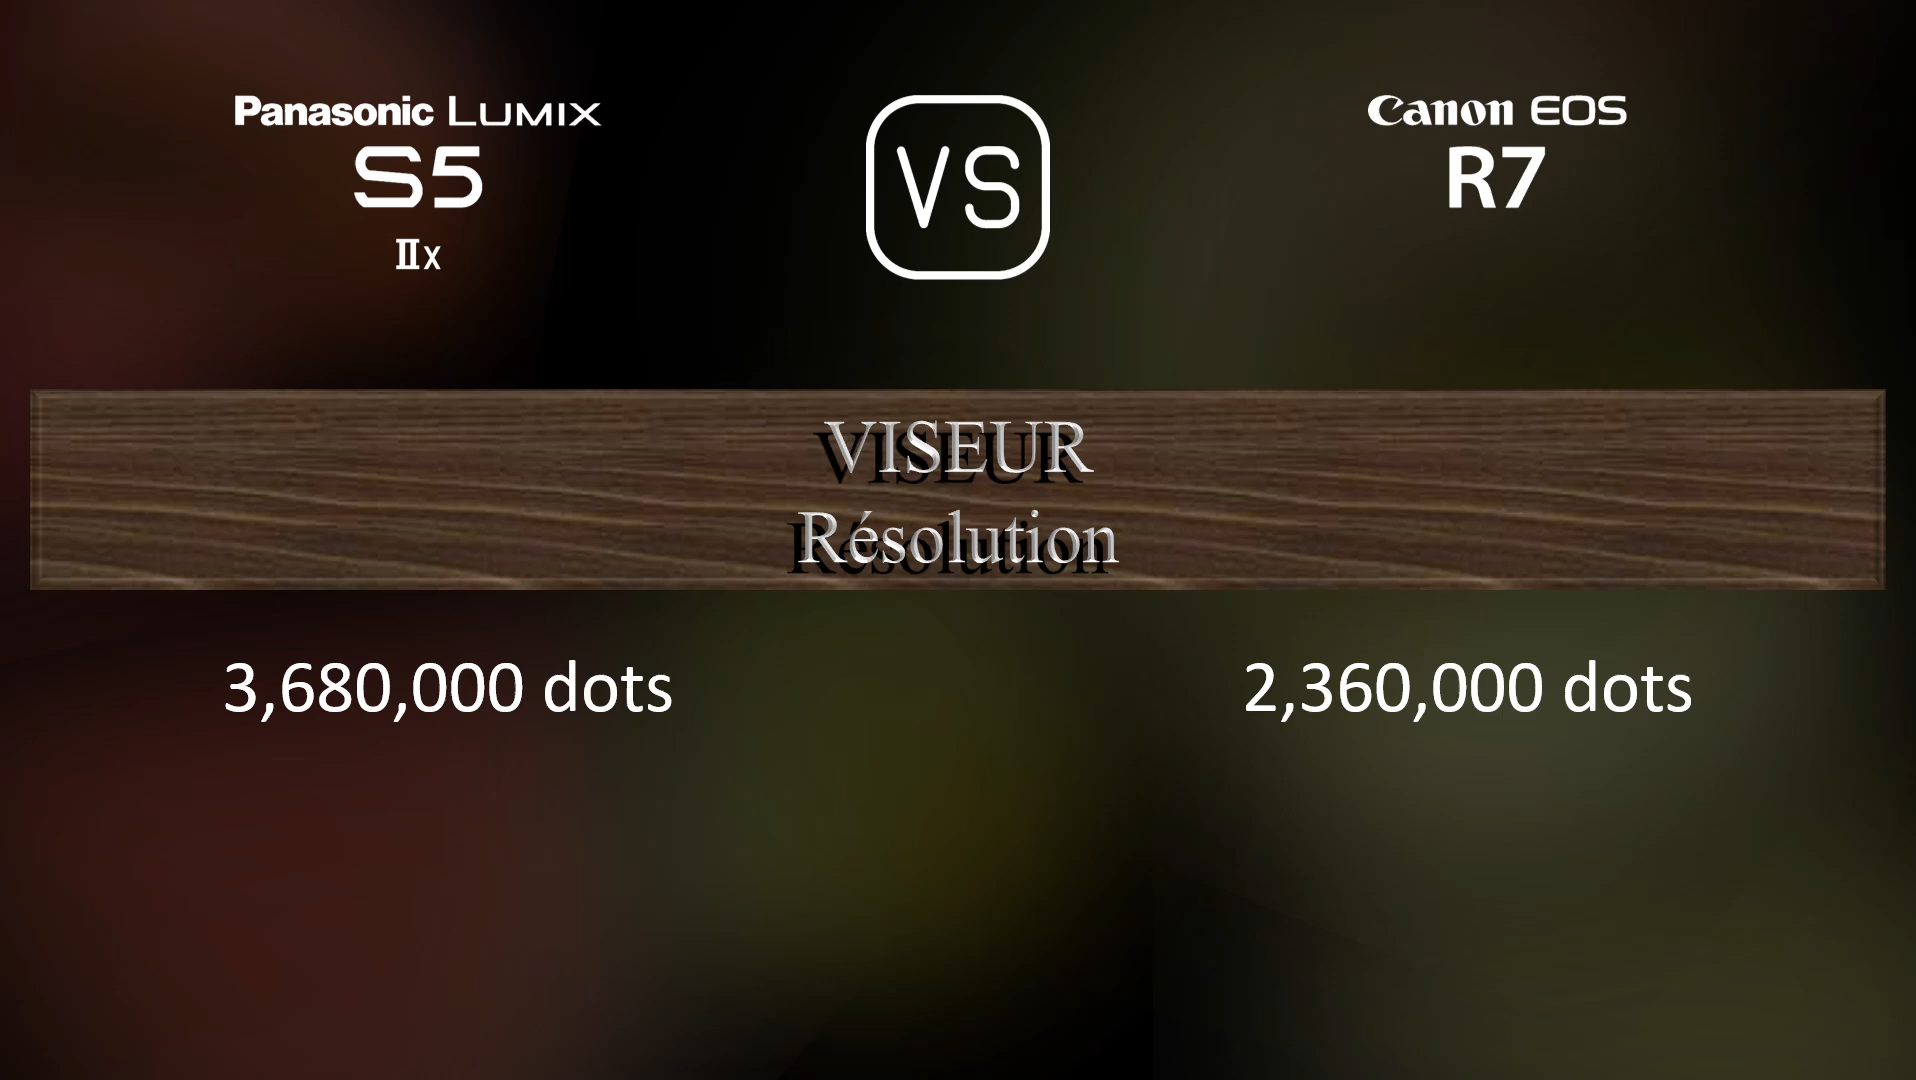 Panasonic LUMIX
S5
IIx
VS
Canon EOS
R7
VISEUR
Résolution
3,680,000 dots
2,360,000 dots